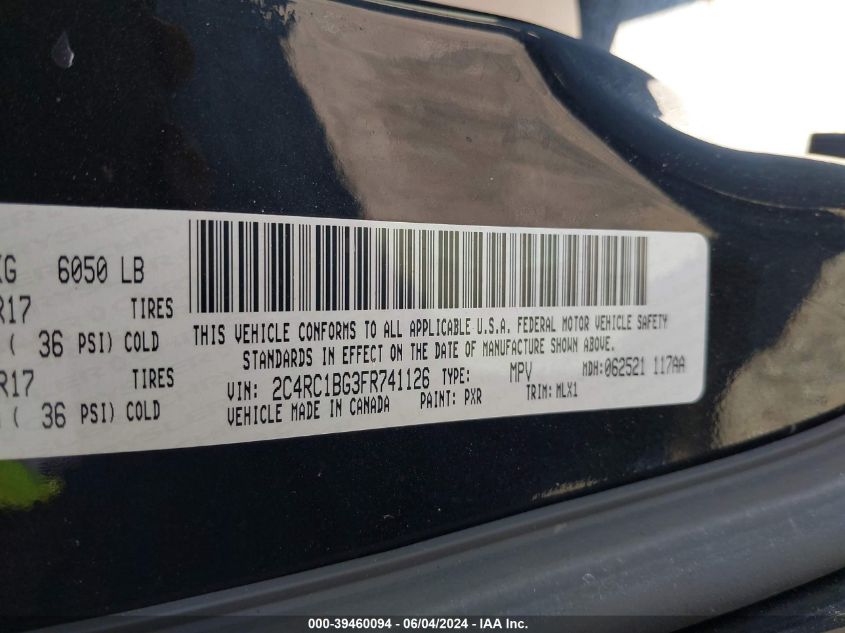 KG 6050 LB
R17 TIRES
( 36 PSI) COLD
R17 TIRES
( 36 PSI) COLD
THIS VEHICLE CONFORMS TO ALL APPLICABLE U.S.A. FEDERAL MOTOR VEHICLE SAFETY
STANDARDS IN EFFECT ON THE DATE OF MANUFACTURE SHOWN ABOVE.
VIN: 2C4RC1BG3FR741126 TYPE: MPV MDH:062521 117AA
VEHICLE MADE IN CANADA PAINT: PXR TRIM: MLX1
000-39460094 - 06/04/2024 - IAA Inc.